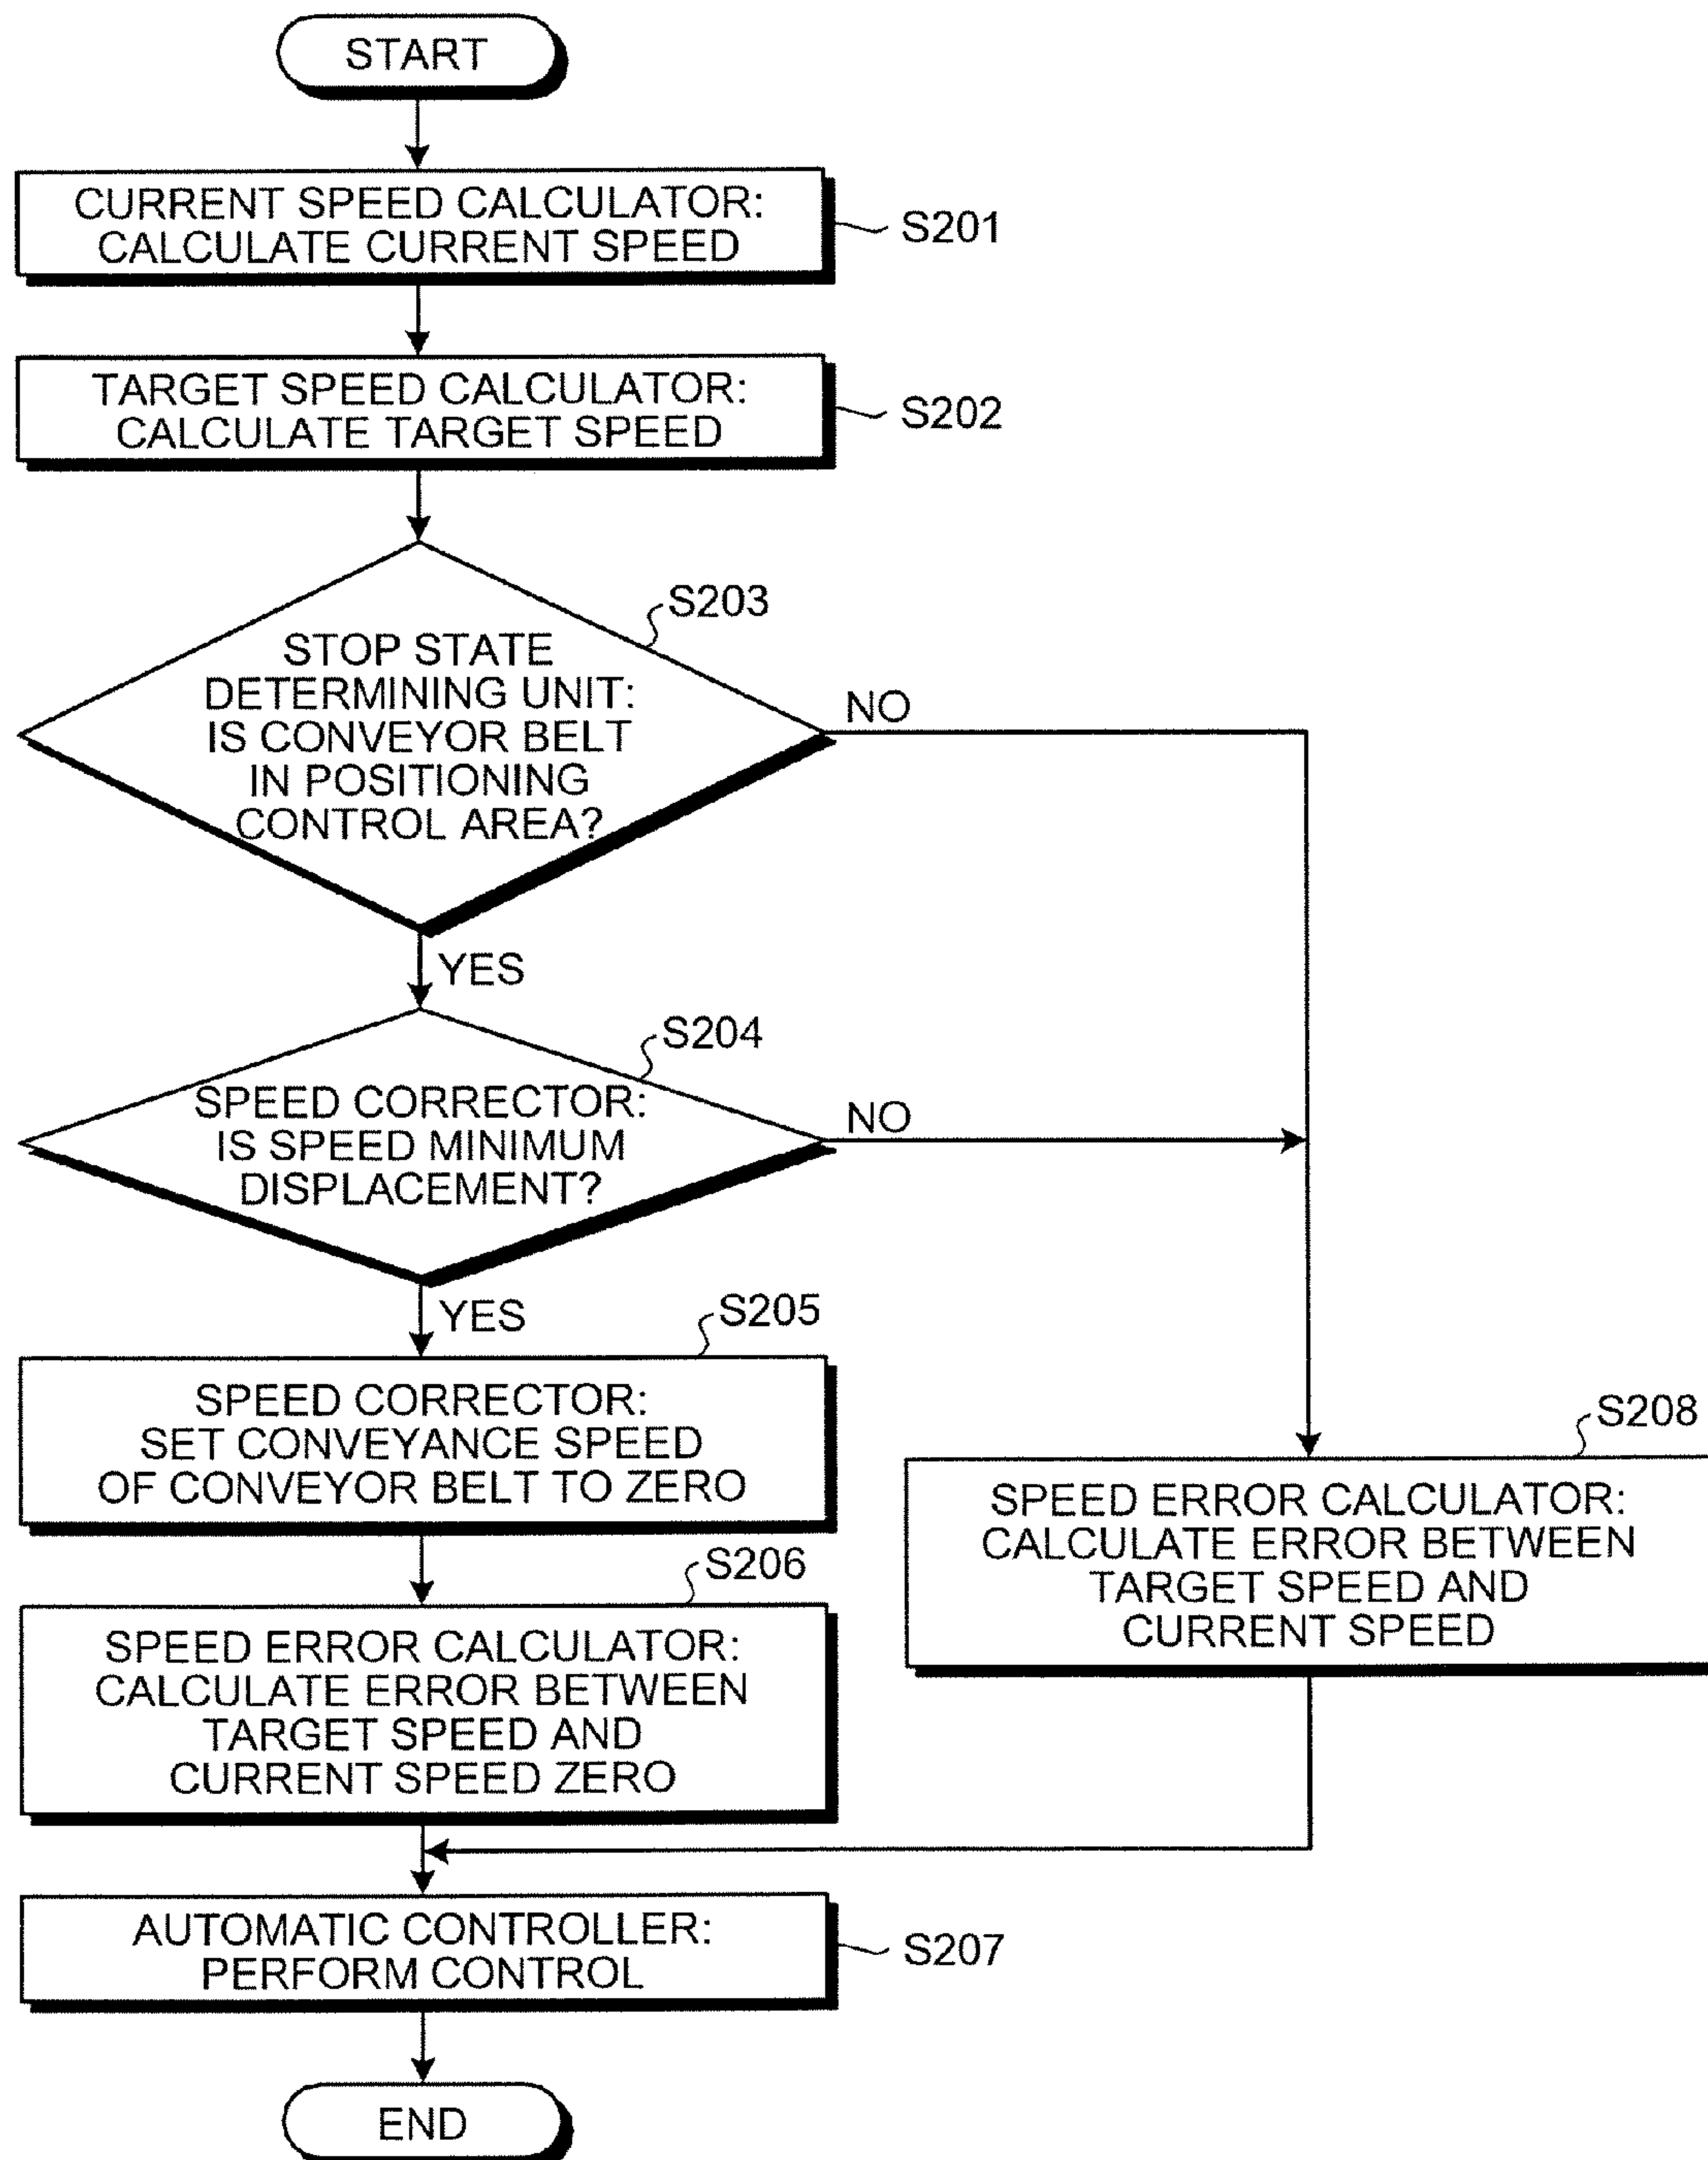 START
CURRENT SPEED CALCULATOR:
CALCULATE CURRENT SPEED
S201
TARGET SPEED CALCULATOR:
CALCULATE TARGET SPEED
S202
S203
STOP STATE
DETERMINING UNIT:
IS CONVEYOR BELT
IN POSITIONING
CONTROL AREA?
NO
YES
S204
SPEED CORRECTOR:
IS SPEED MINIMUM
DISPLACEMENT?
NO
YES
S205
SPEED CORRECTOR:
SET CONVEYANCE SPEED
OF CONVEYOR BELT TO ZERO
S208
SPEED ERROR CALCULATOR:
CALCULATE ERROR BETWEEN
TARGET SPEED AND
CURRENT SPEED
S206
SPEED ERROR CALCULATOR:
CALCULATE ERROR BETWEEN
TARGET SPEED AND
CURRENT SPEED ZERO
AUTOMATIC CONTROLLER:
PERFORM CONTROL
S207
END